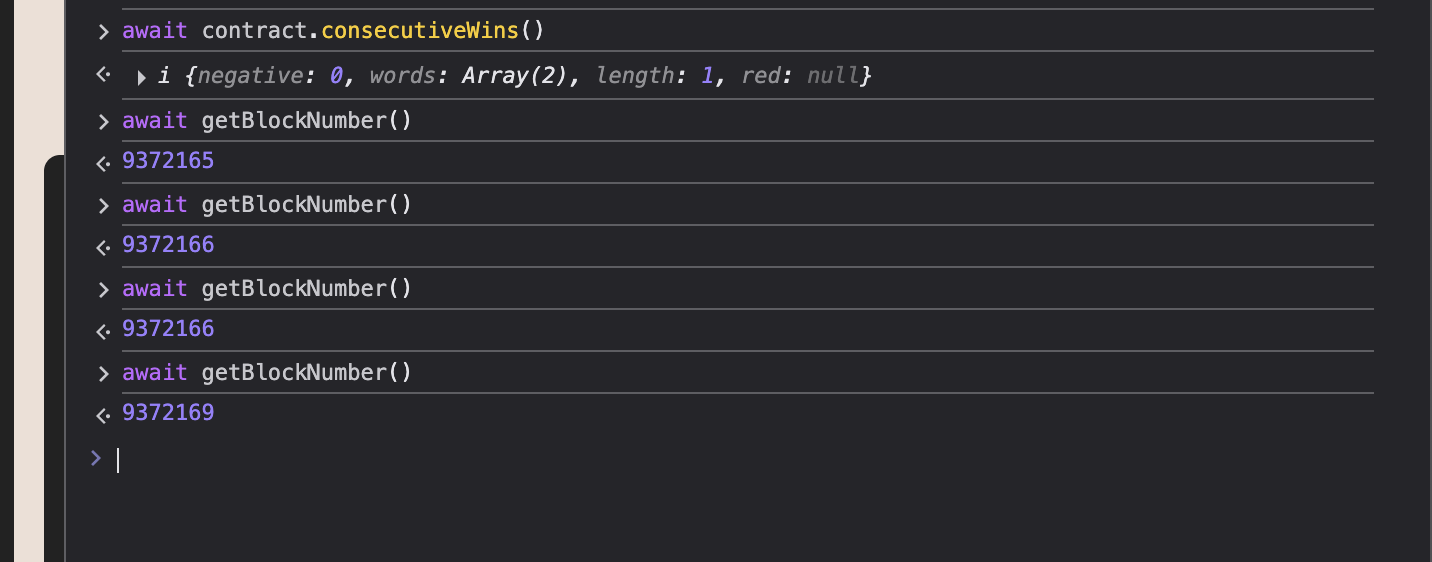 await contract.consecutiveWins()
i {negative: 0, words: Array(2), length: 1, red: null}
await getBlockNumber()
9372165
await getBlockNumber()
9372166
await getBlockNumber()
9372166
await getBlockNumber()
9372169